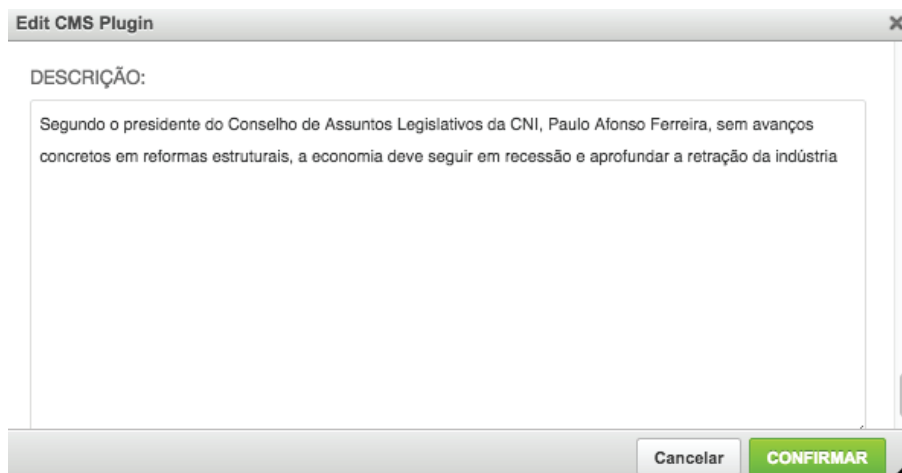 Edit CMS Plugin
DESCRIÇÃO:
Segundo o presidente do Conselho de Assuntos Legislativos da CNI, Paulo Afonso Ferreira, sem avanços
concretos em reformas estruturais, a economia deve seguir em recessão e aprofundar a retração da indústria
Cancelar CONFIRMAR